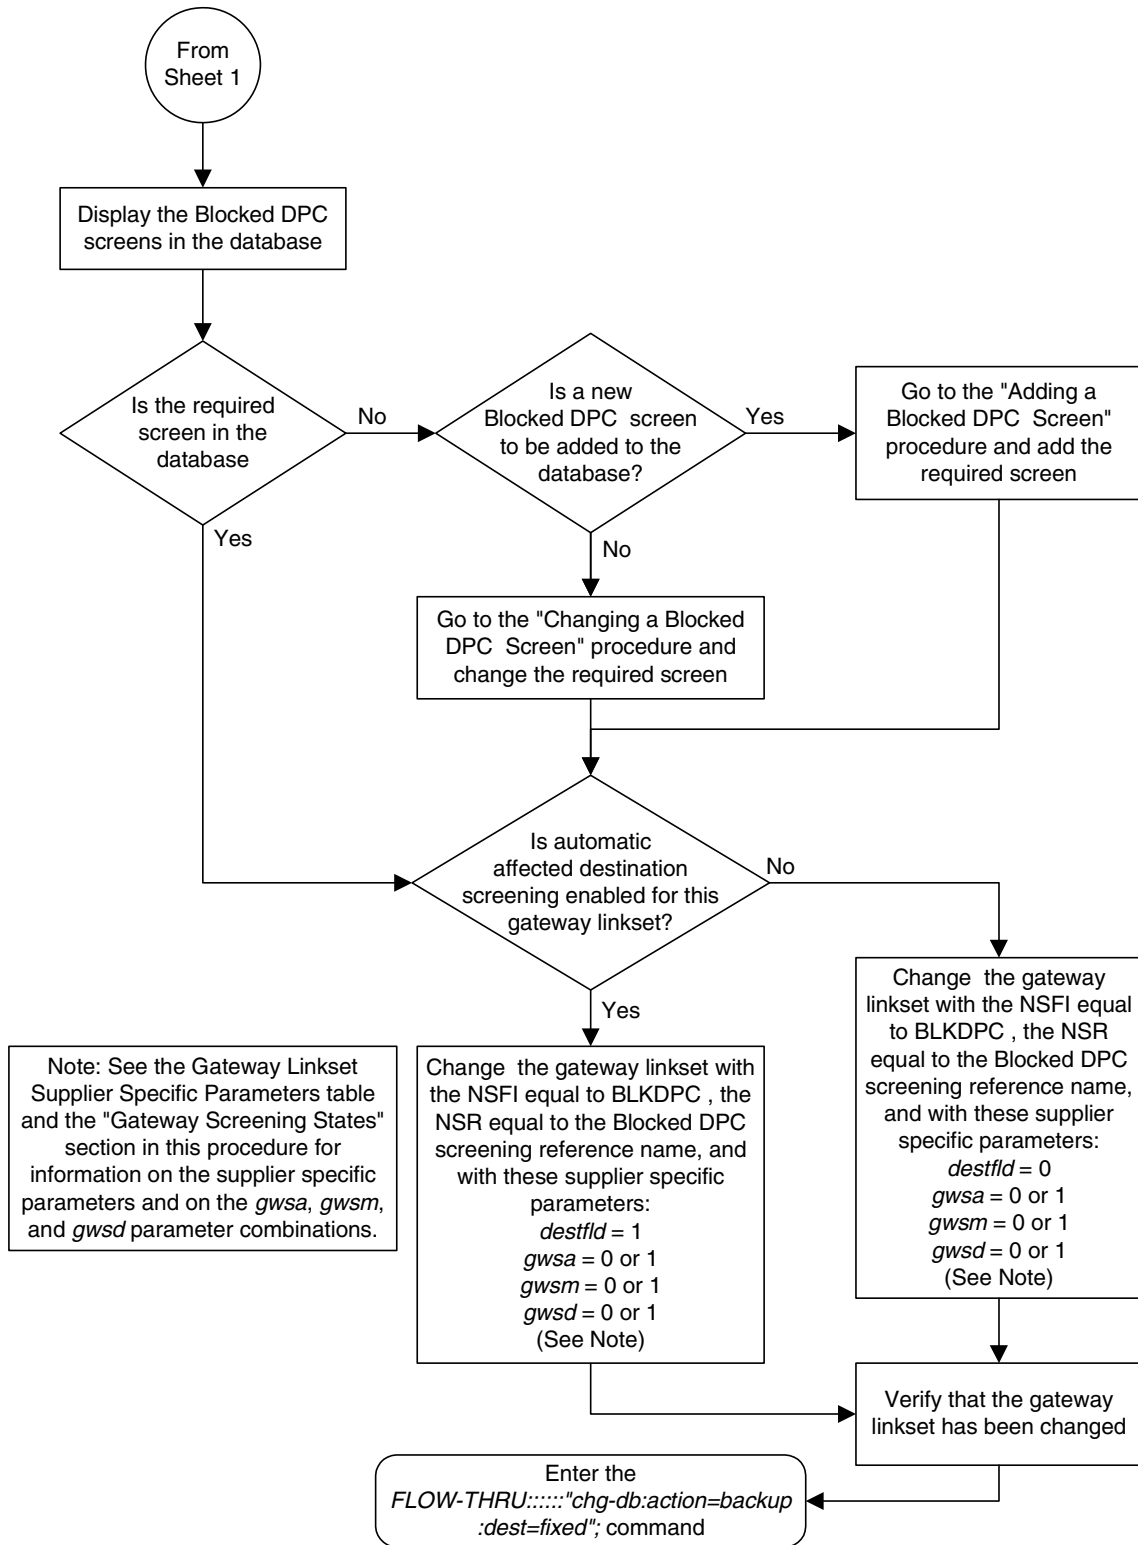 From
Sheet 1
Display the Blocked DPC
screens in the database
Is the required
screen in the
database
No
Yes
Is a new
Blocked DPC screen
to be added to the
database?
Yes
No
Go to the "Adding a
Blocked DPC Screen"
procedure and add the
required screen
Go to the "Changing a Blocked
DPC Screen" procedure and
change the required screen
Is automatic
affected destination
screening enabled for this
gateway linkset?
No
Yes
Note: See the Gateway Linkset
Supplier Specific Parameters table
and the "Gateway Screening States"
section in this procedure for
information on the supplier specific
parameters and on the gwsa, gwsm,
and gwsd parameter combinations.
Change the gateway linkset with
the NSFI equal to BLKDPC , the
NSR equal to the Blocked DPC
screening reference name, and
with these supplier specific
parameters:
destfld = 1
gwsa = 0 or 1
gwsm = 0 or 1
gwsd = 0 or 1
(See Note)
Change the gateway
linkset with the NSFI equal
to BLKDPC , the NSR
equal to the Blocked DPC
screening reference name,
and with these supplier
specific parameters:
destfld = 0
gwsa = 0 or 1
gwsm = 0 or 1
gwsd = 0 or 1
(See Note)
Verify that the gateway
linkset has been changed
Enter the
FLOW-THRU::::::"chg-db:action=backup
:dest=fixed"; command